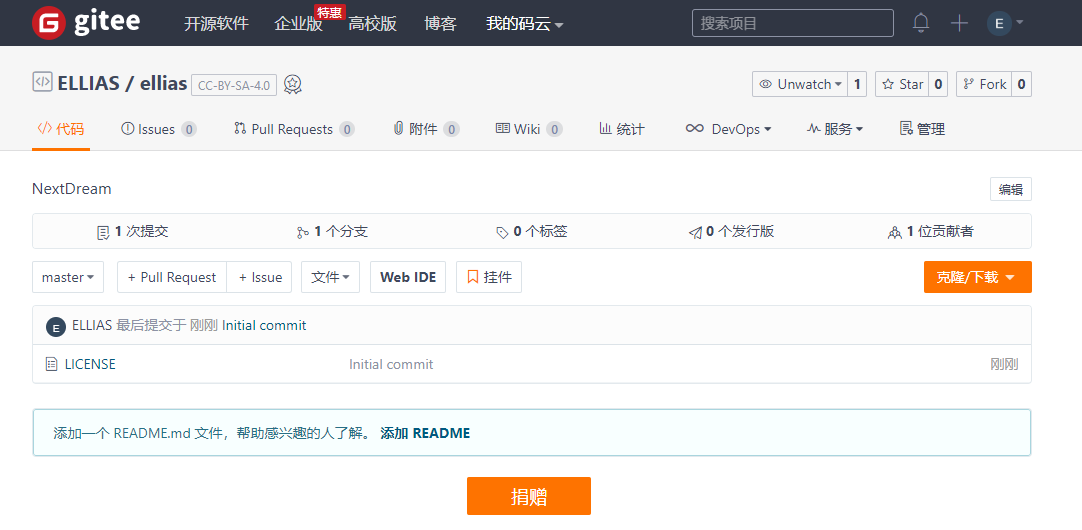 gitee 开源软件 企业版 特惠 高校版 博客 我的码云 搜索项目 E
ELLIAS / ellias CC-BY-SA-4.0 Unwatch 1 Star 0 Fork 0
代码 Issues 0 Pull Requests 0 附件 0 Wiki 0 统计 DevOps 服务 管理
NextDream 编辑
1 次提交 1 个分支 0 个标签 0 个发行版 1 位贡献者
master + Pull Request + Issue 文件 Web IDE 挂件 克隆/下载
E ELLIAS 最后提交于 刚刚 Initial commit
LICENSE Initial commit 刚刚
添加一个 README.md 文件，帮助感兴趣的人了解。 添加 README
捐赠